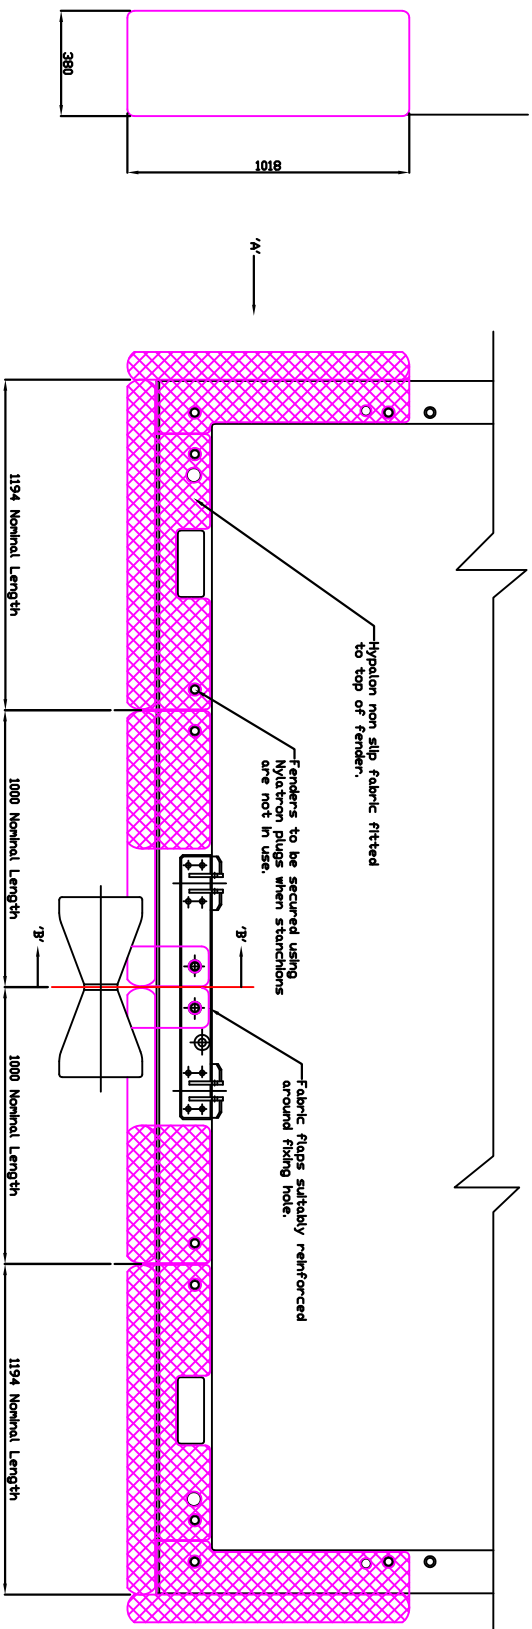 380
1018
'A'
Hypalon non slip fabric fitted
to top of fender.
Fenders to be secured using
Nylatron plugs when stanchions
are not in use.
Fabric flaps suitably reinforced
around fixing hole.
'B'
'B'
1194 Nominal Length
1000 Nominal Length
1000 Nominal Length
1194 Nominal Length